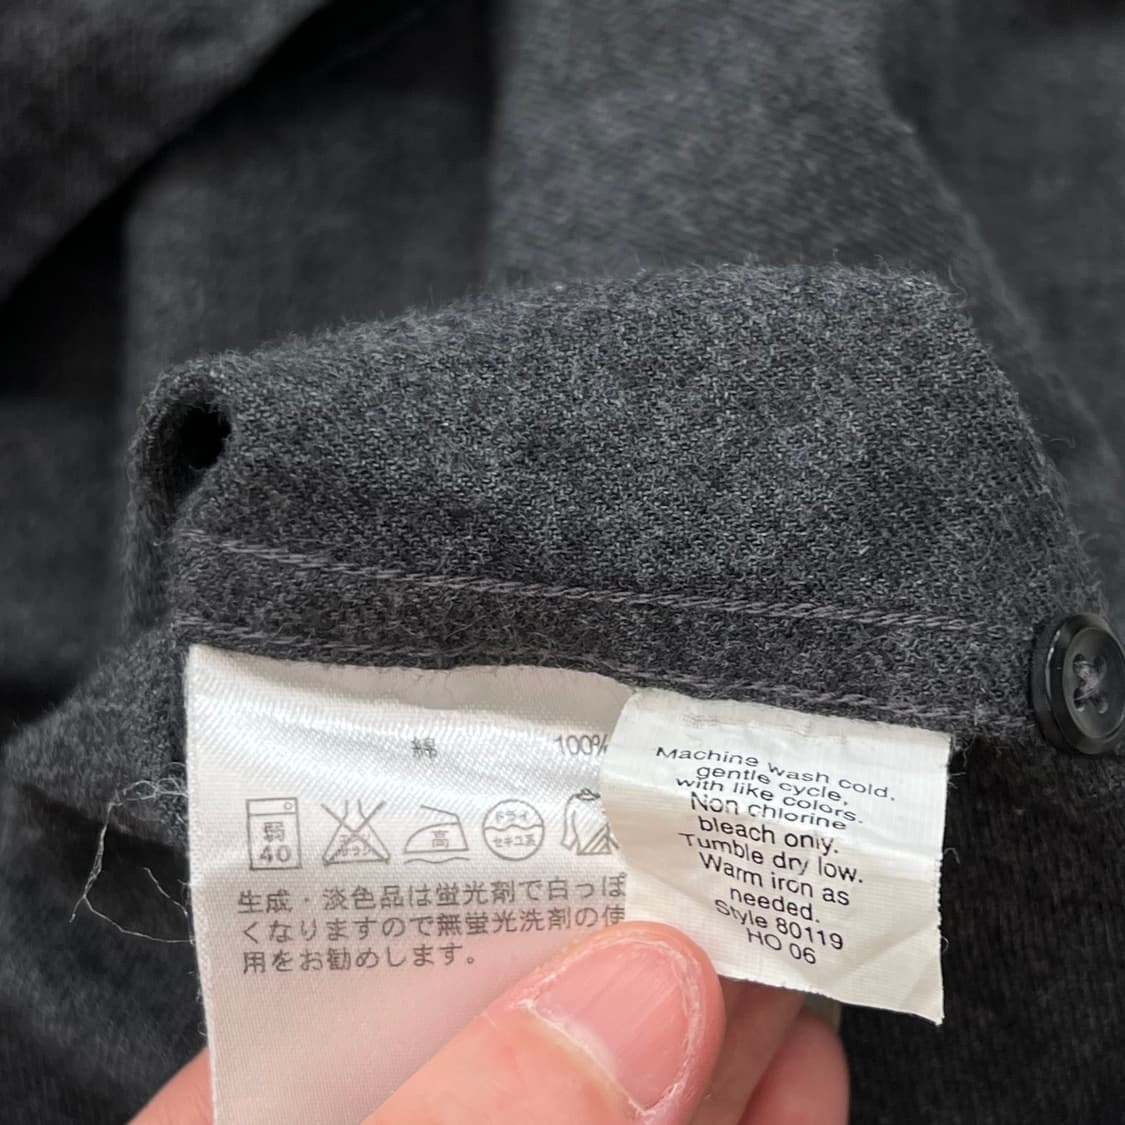 綿 100%
弱
40
高
ドライ
セキユ系
生成・淡色品は蛍光剤で白っぽ
くなりますので無蛍光洗剤の使
用をお勧めします。
Machine wash cold.
gentle cycle,
with like colors.
Non chlorine
bleach only.
Tumble dry low.
Warm iron as
needed.
Style 80119
HO 06